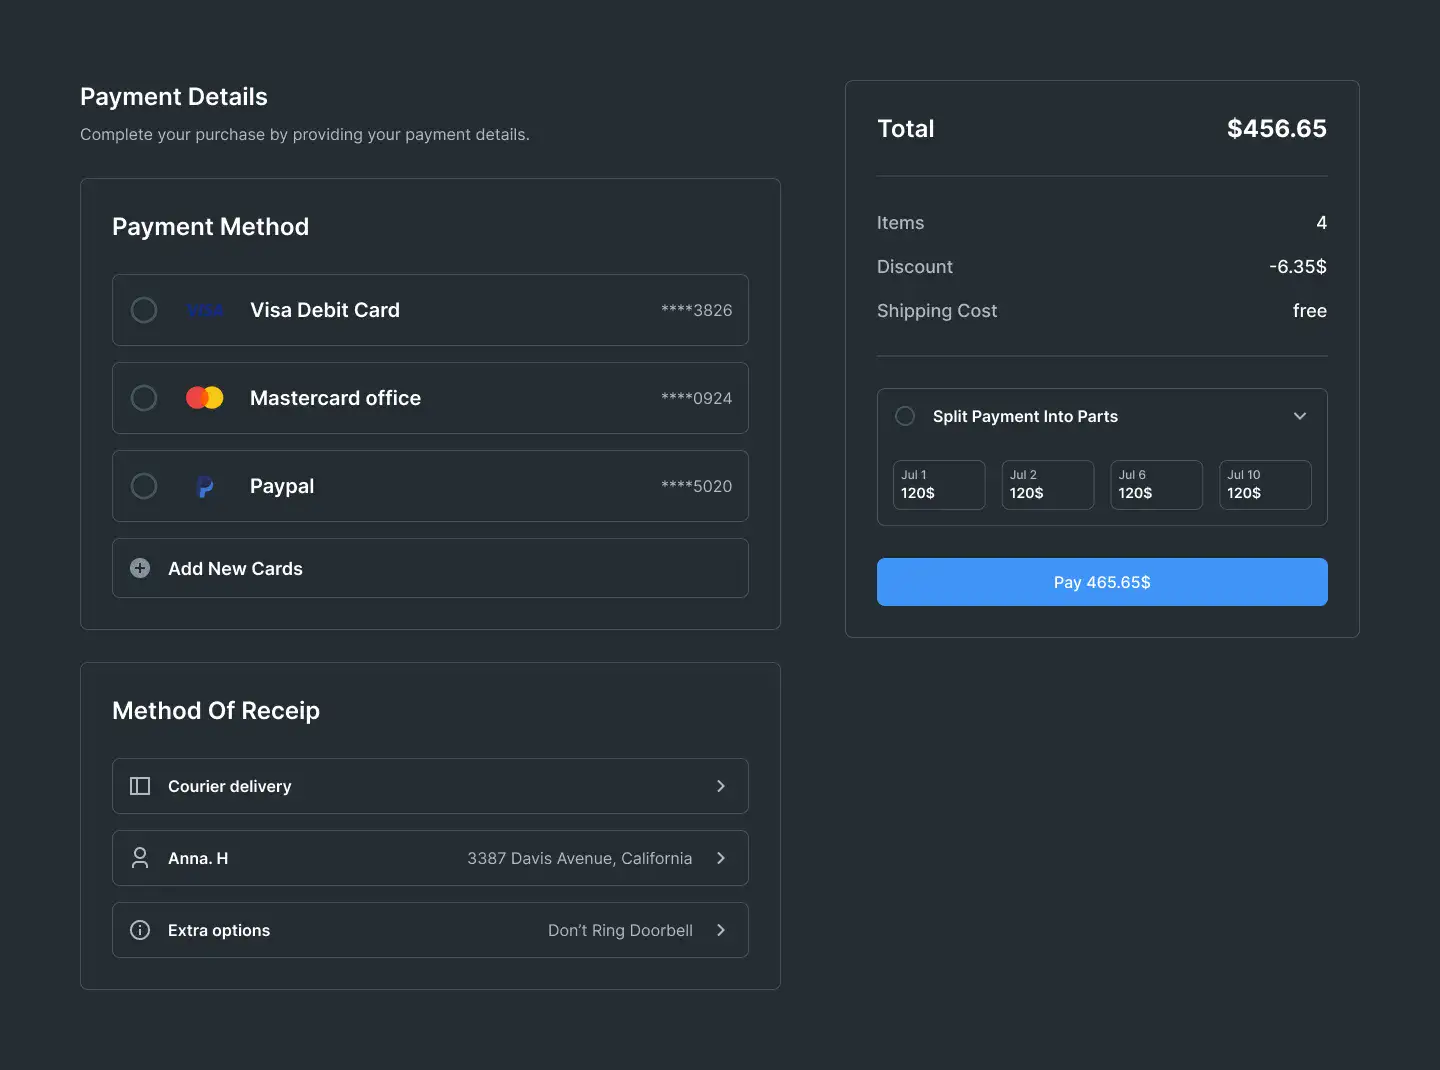 Payment Details
Complete your purchase by providing your payment details.
Payment Method
VISA Visa Debit Card ****3826
Mastercard office ****0924
Paypal ****5020
Add New Cards
Method Of Receip
Courier delivery
Anna. H 3387 Davis Avenue, California
Extra options Don’t Ring Doorbell
Total $456.65
Items 4
Discount -6.35$
Shipping Cost free
Split Payment Into Parts
Jul 1 Jul 2 Jul 6 Jul 10
120$ 120$ 120$ 120$
Pay 465.65$